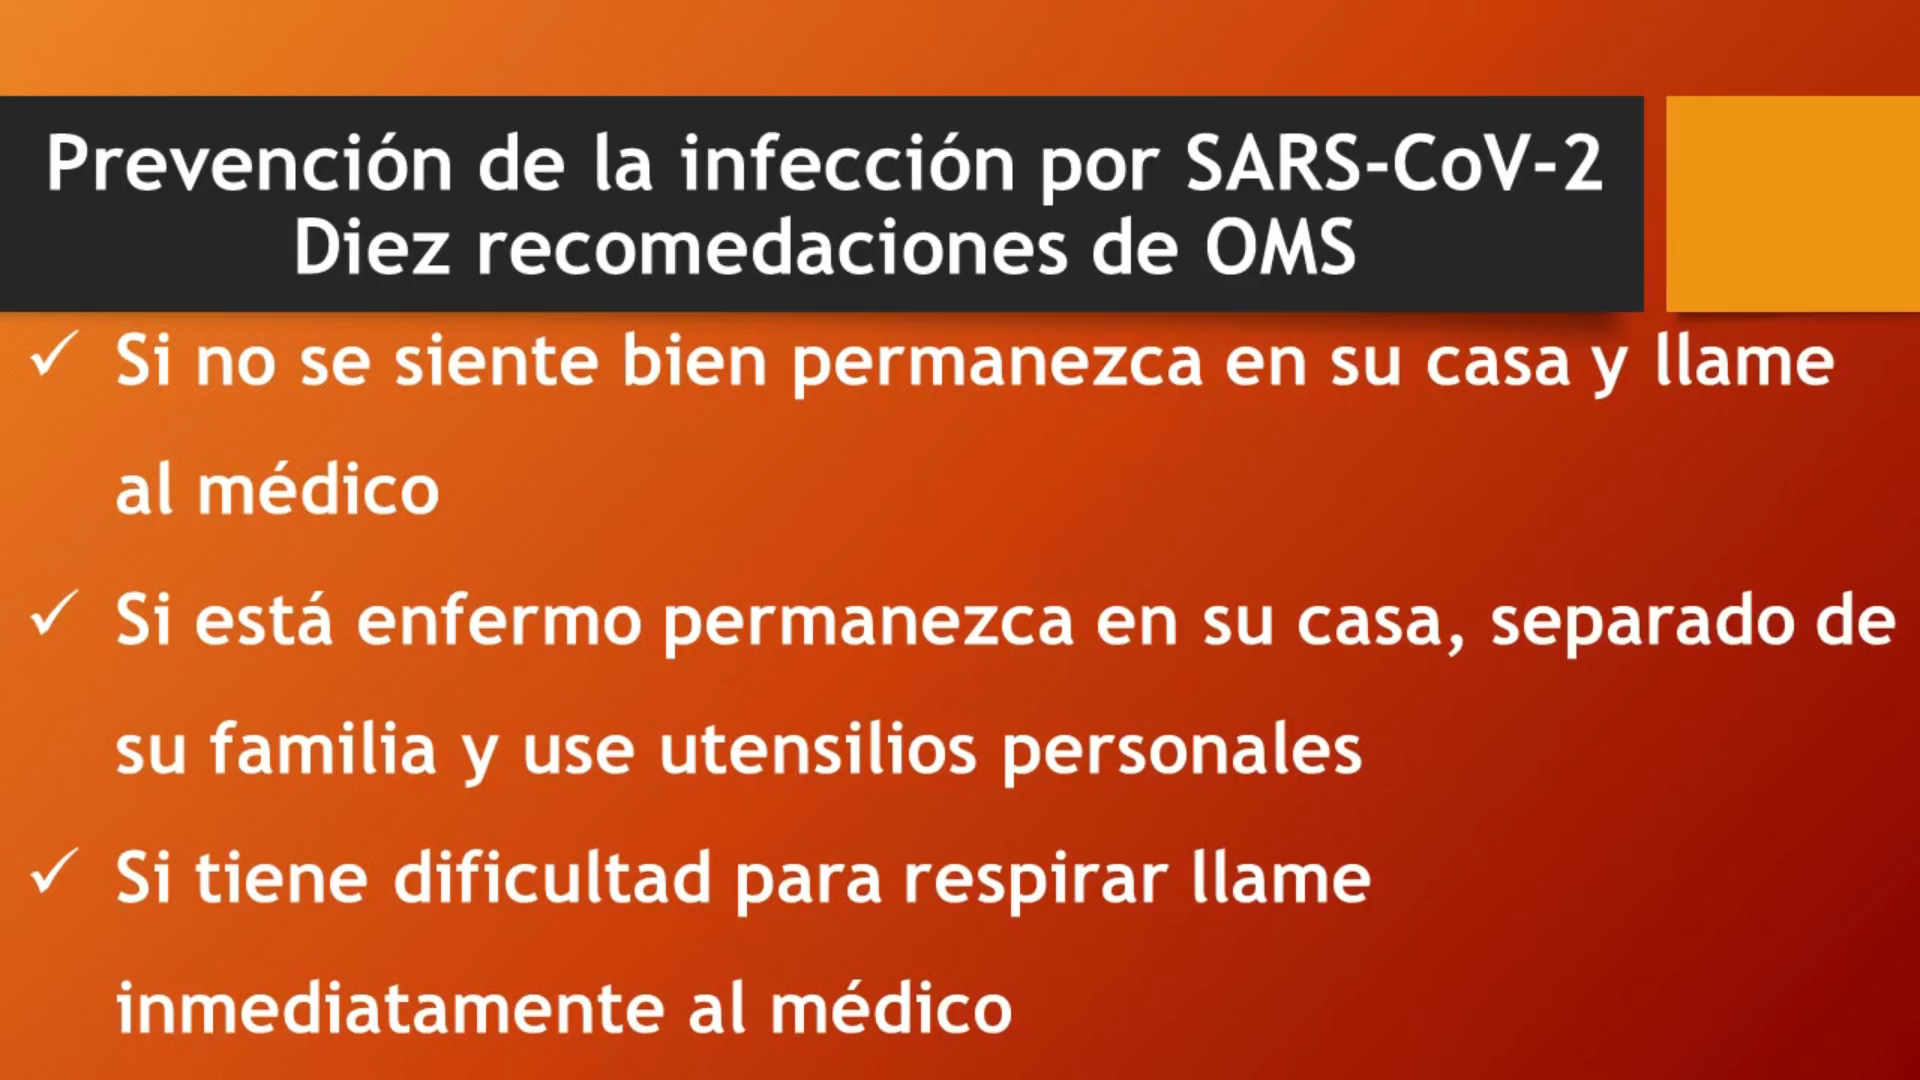 Prevención de la infección por SARS-CoV-2
Diez recomedaciones de OMS
✓ Si no se siente bien permanezca en su casa y llame
al médico
✓ Si está enfermo permanezca en su casa, separado de
su familia y use utensilios personales
✓ Si tiene dificultad para respirar llame
inmediatamente al médico